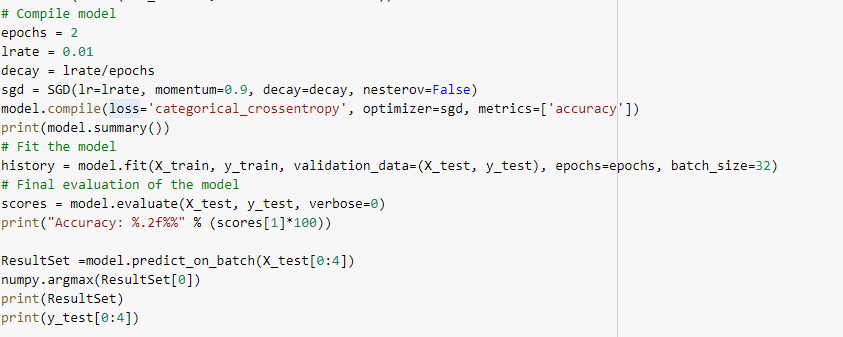 # Compile model
epochs = 2
lrate = 0.01
decay = lrate/epochs
sgd = SGD(lr=lrate, momentum=0.9, decay=decay, nesterov=False)
model.compile(loss='categorical_crossentropy', optimizer=sgd, metrics=['accuracy'])
print(model.summary())
# Fit the model
history = model.fit(X_train, y_train, validation_data=(X_test, y_test), epochs=epochs, batch_size=32)
# Final evaluation of the model
scores = model.evaluate(X_test, y_test, verbose=0)
print("Accuracy: %.2f%%" % (scores[1]*100))
ResultSet =model.predict_on_batch(X_test[0:4])
numpy.argmax(ResultSet[0])
print(ResultSet)
print(y_test[0:4])